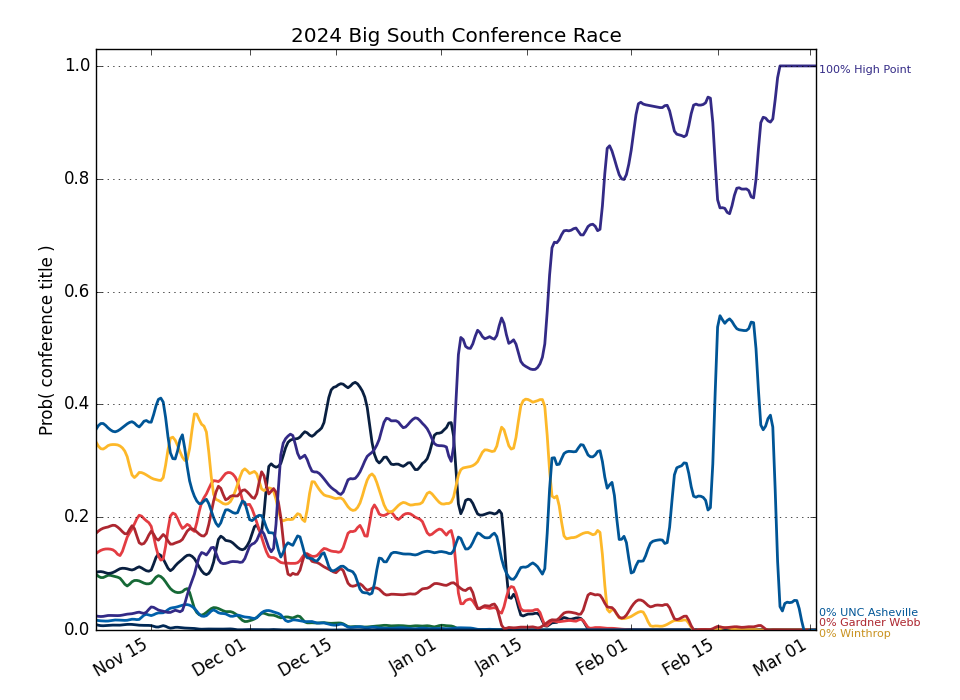 2024 Big South Conference Race
1.0
0.8
0.6
0.4
0.2
0.0
Prob( conference title )
Nov 15
Dec 01
Dec 15
Jan 01
Jan 15
Feb 01
Feb 15
Mar 01
100% High Point
0% UNC Asheville
0% Gardner Webb
0% Winthrop